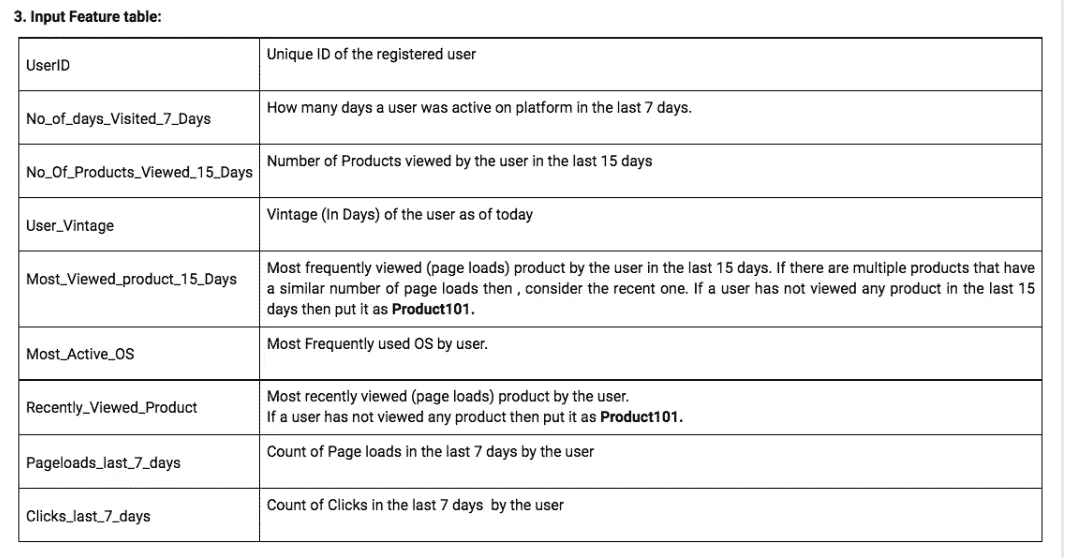 3. Input Feature table:
UserID
Unique ID of the registered user
No_of_days_Visited_7_Days
How many days a user was active on platform in the last 7 days.
No_Of_Products_Viewed_15_Days
Number of Products viewed by the user in the last 15 days
User_Vintage
Vintage (In Days) of the user as of today
Most_Viewed_product_15_Days
Most frequently viewed (page loads) product by the user in the last 15 days. If there are multiple products that have
a similar number of page loads then , consider the recent one. If a user has not viewed any product in the last 15
days then put it as Product101.
Most_Active_OS
Most Frequently used OS by user.
Recently_Viewed_Product
Most recently viewed (page loads) product by the user.
If a user has not viewed any product then put it as Product101.
Pageloads_last_7_days
Count of Page loads in the last 7 days by the user
Clicks_last_7_days
Count of Clicks in the last 7 days by the user